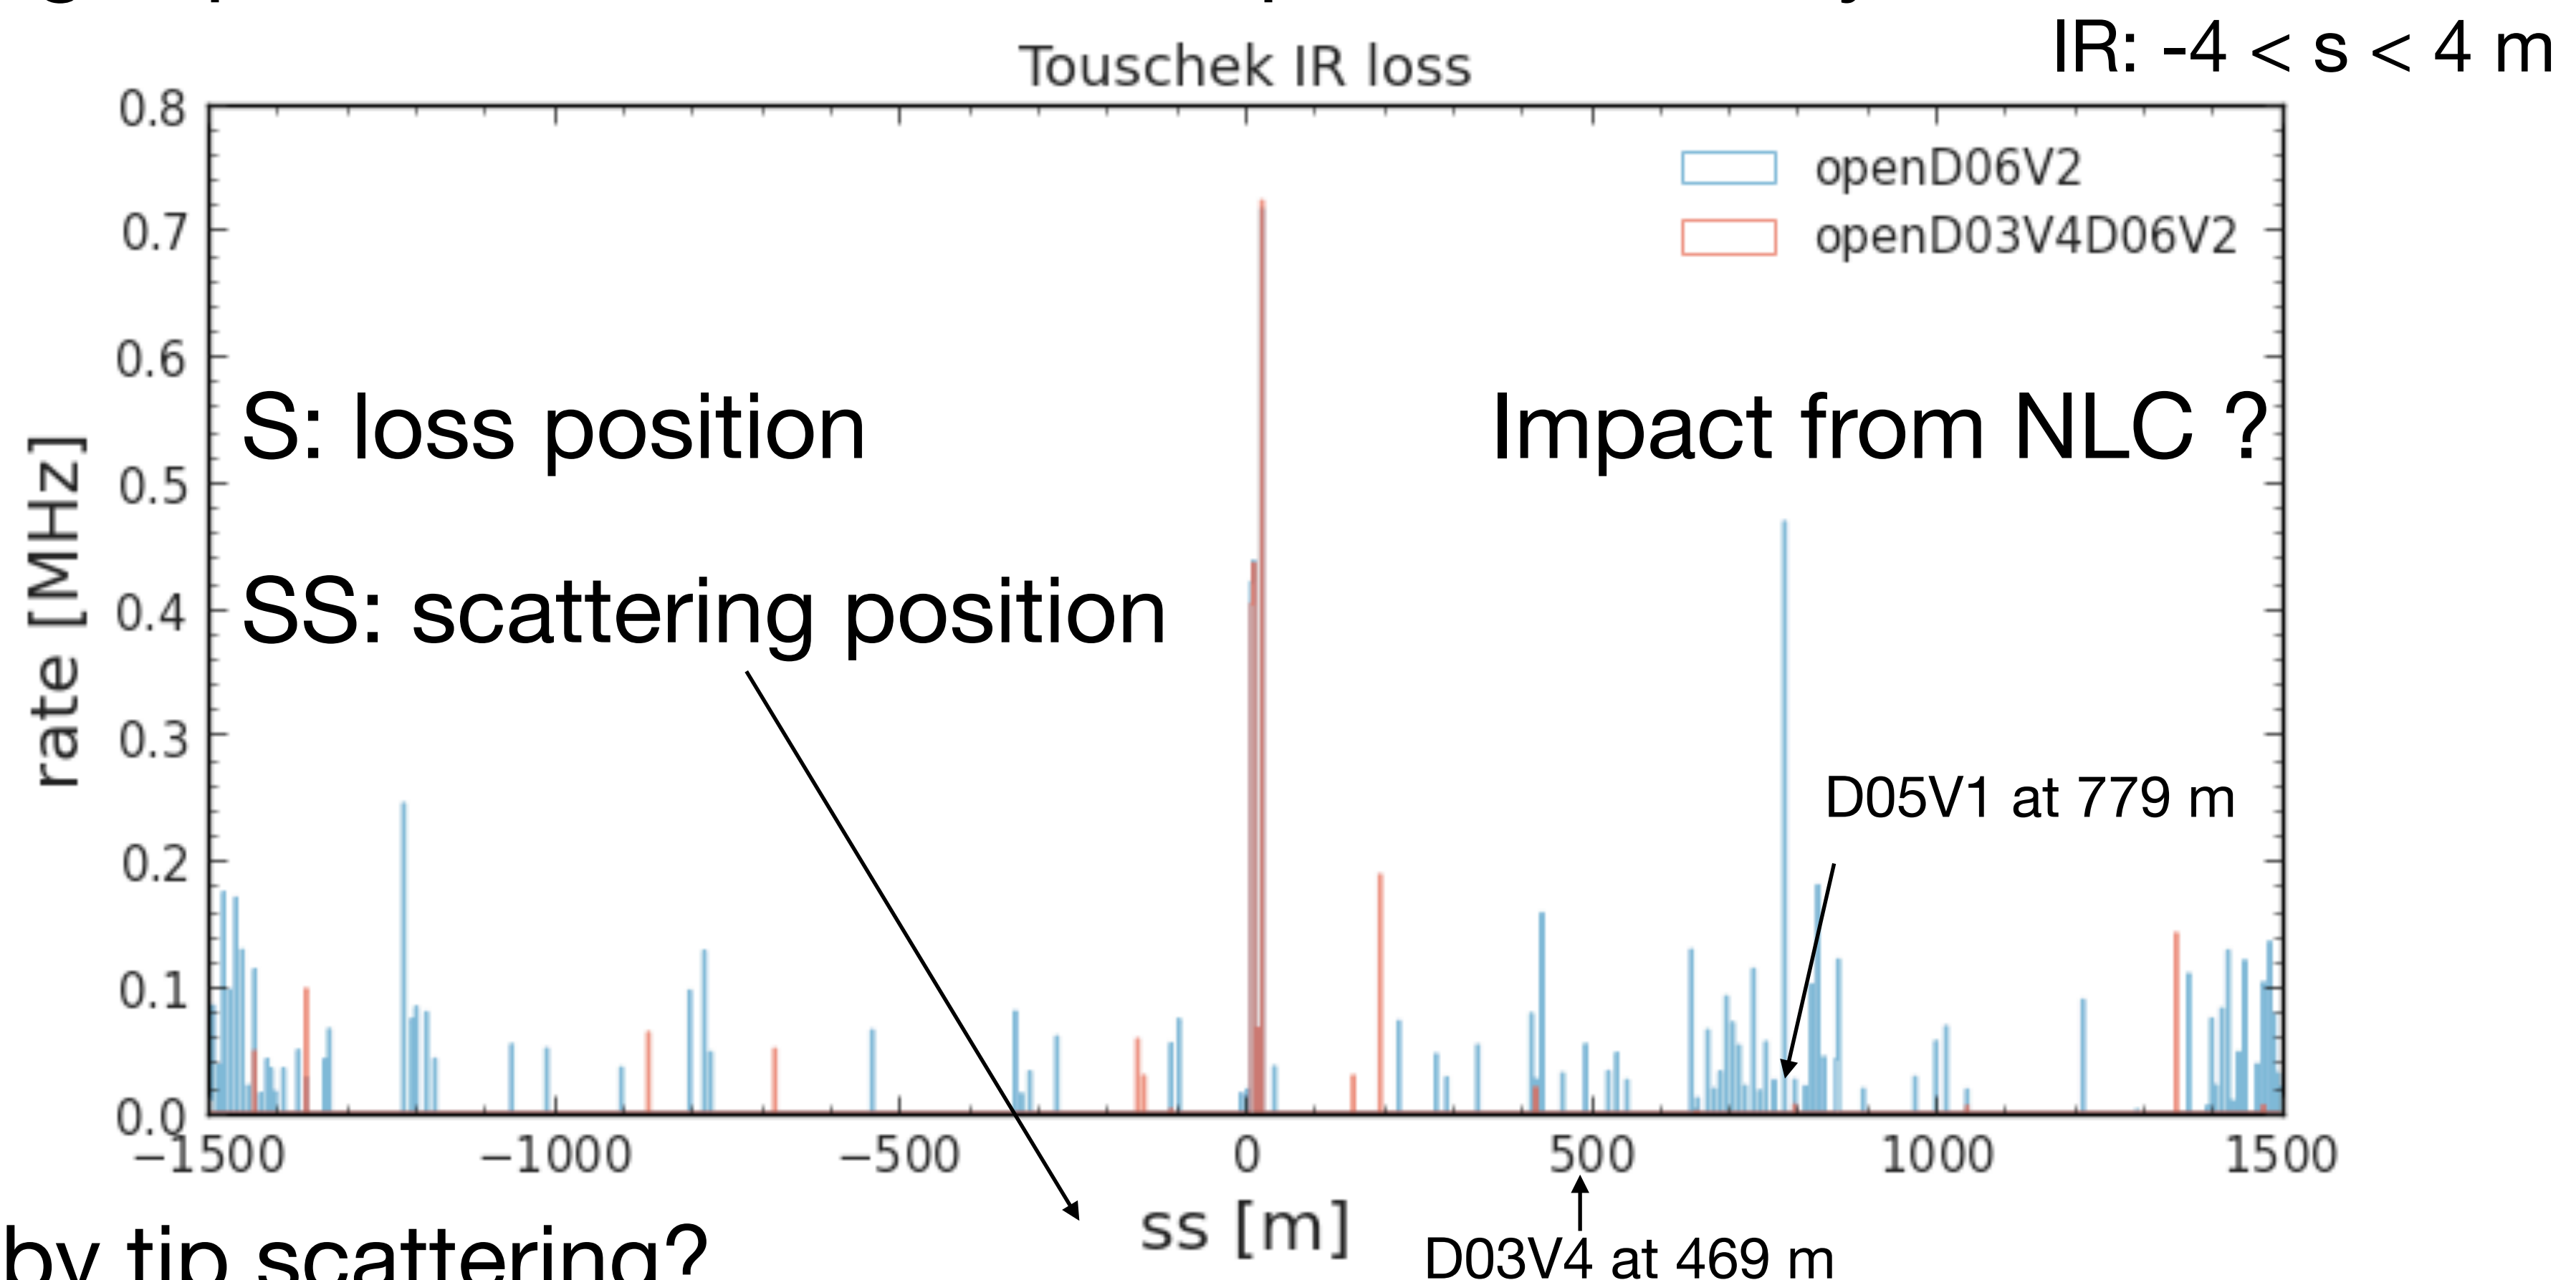 IR: -4 < s < 4 m
Touschek IR loss
0.8
0.7
0.6
0.5
0.4
0.3
0.2
0.1
0.0
rate [MHz]
openD06V2
openD03V4D06V2
S: loss position
Impact from NLC ?
SS: scattering position
D05V1 at 779 m
−1500
−1000
−500
0
500
1000
1500
ss [m]
D03V4 at 469 m
by tip scattering?